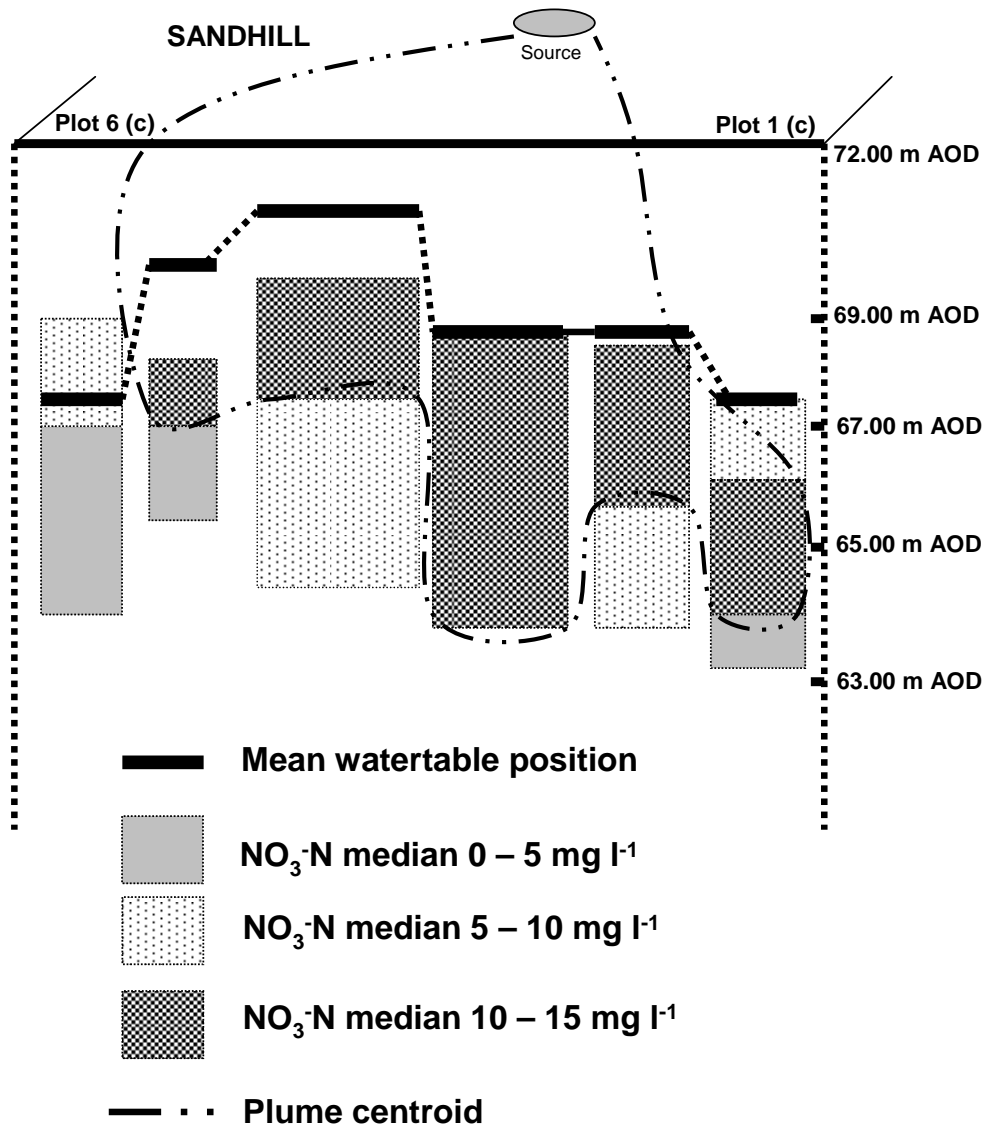 SANDHILL
Source
Plot 6 (c)
Plot 1 (c)
72.00 m AOD
69.00 m AOD
67.00 m AOD
65.00 m AOD
63.00 m AOD
Mean watertable position
NO₃-N median 0 – 5 mg l⁻¹
NO₃-N median 5 – 10 mg l⁻¹
NO₃-N median 10 – 15 mg l⁻¹
Plume centroid